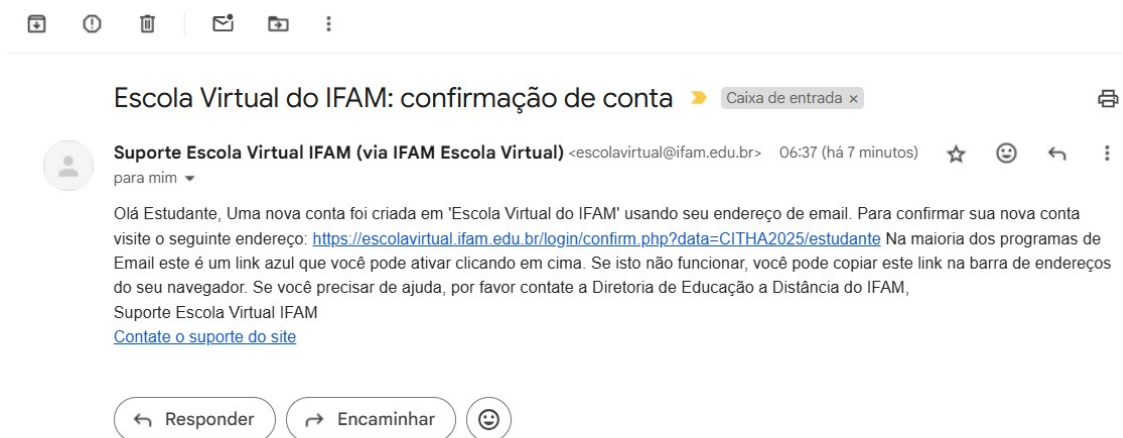 Escola Virtual do IFAM: confirmação de conta Caixa de entrada ×
Suporte Escola Virtual IFAM (via IFAM Escola Virtual) <escolavirtual@ifam.edu.br> 06:37 (há 7 minutos)
para mim
Olá Estudante, Uma nova conta foi criada em 'Escola Virtual do IFAM' usando seu endereço de email. Para confirmar sua nova conta
visite o seguinte endereço: https://escolavirtual.ifam.edu.br/login/confirm.php?data=CITHA2025/estudante Na maioria dos programas de
Email este é um link azul que você pode ativar clicando em cima. Se isto não funcionar, você pode copiar este link na barra de endereços
do seu navegador. Se você precisar de ajuda, por favor contate a Diretoria de Educação a Distância do IFAM,
Suporte Escola Virtual IFAM
Contate o suporte do site
Responder Encaminhar